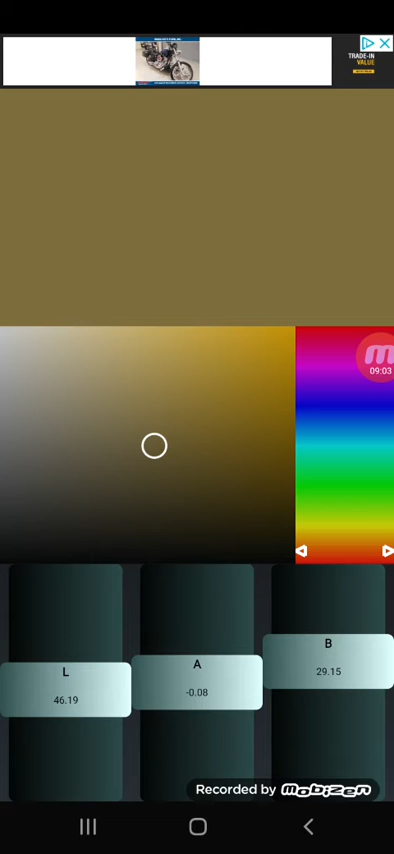 TRADE-IN
VALUE
09:03
L
46.19
A
-0.08
B
29.15
Recorded by mobizen